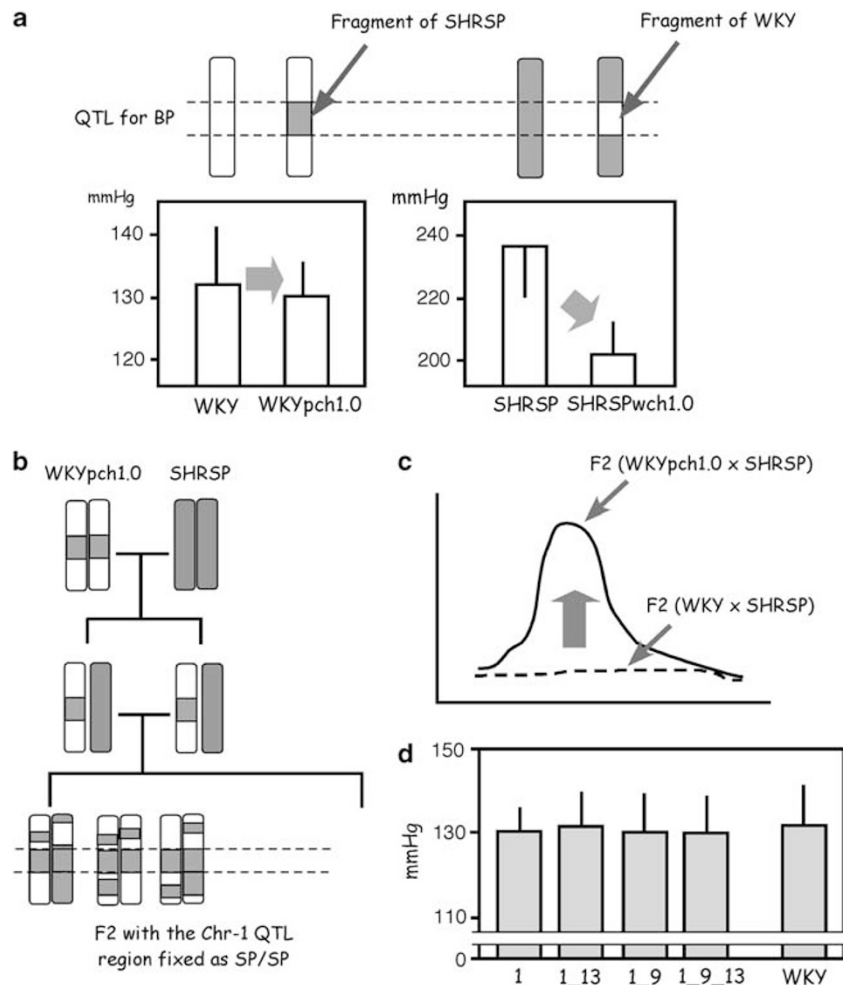 a
Fragment of SHRSP
Fragment of WKY
QTL for BP
mmHg
140
130
120
WKY
WKYpch1.0
mmHg
240
220
200
SHRSP
SHRSPwch1.0
b
WKYpch1.0
SHRSP
F2 with the Chr-1 QTL
region fixed as SP/SP
c
F2 (WKYpch1.0 x SHRSP)
F2 (WKY x SHRSP)
d
mmHg
150
130
110
0
1
1_13
1_9
1_9_13
WKY